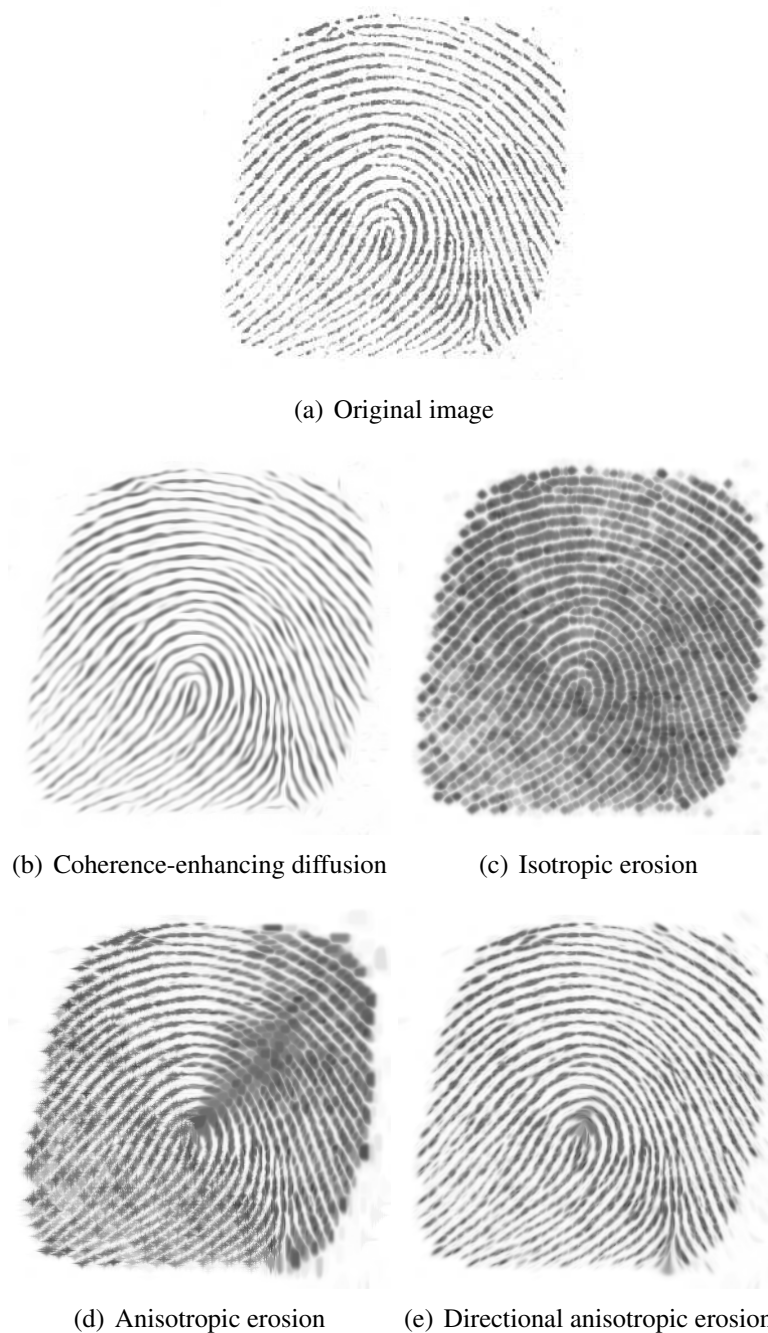 (a) Original image
(b) Coherence-enhancing diffusion
(c) Isotropic erosion
(d) Anisotropic erosion
(e) Directional anisotropic erosion